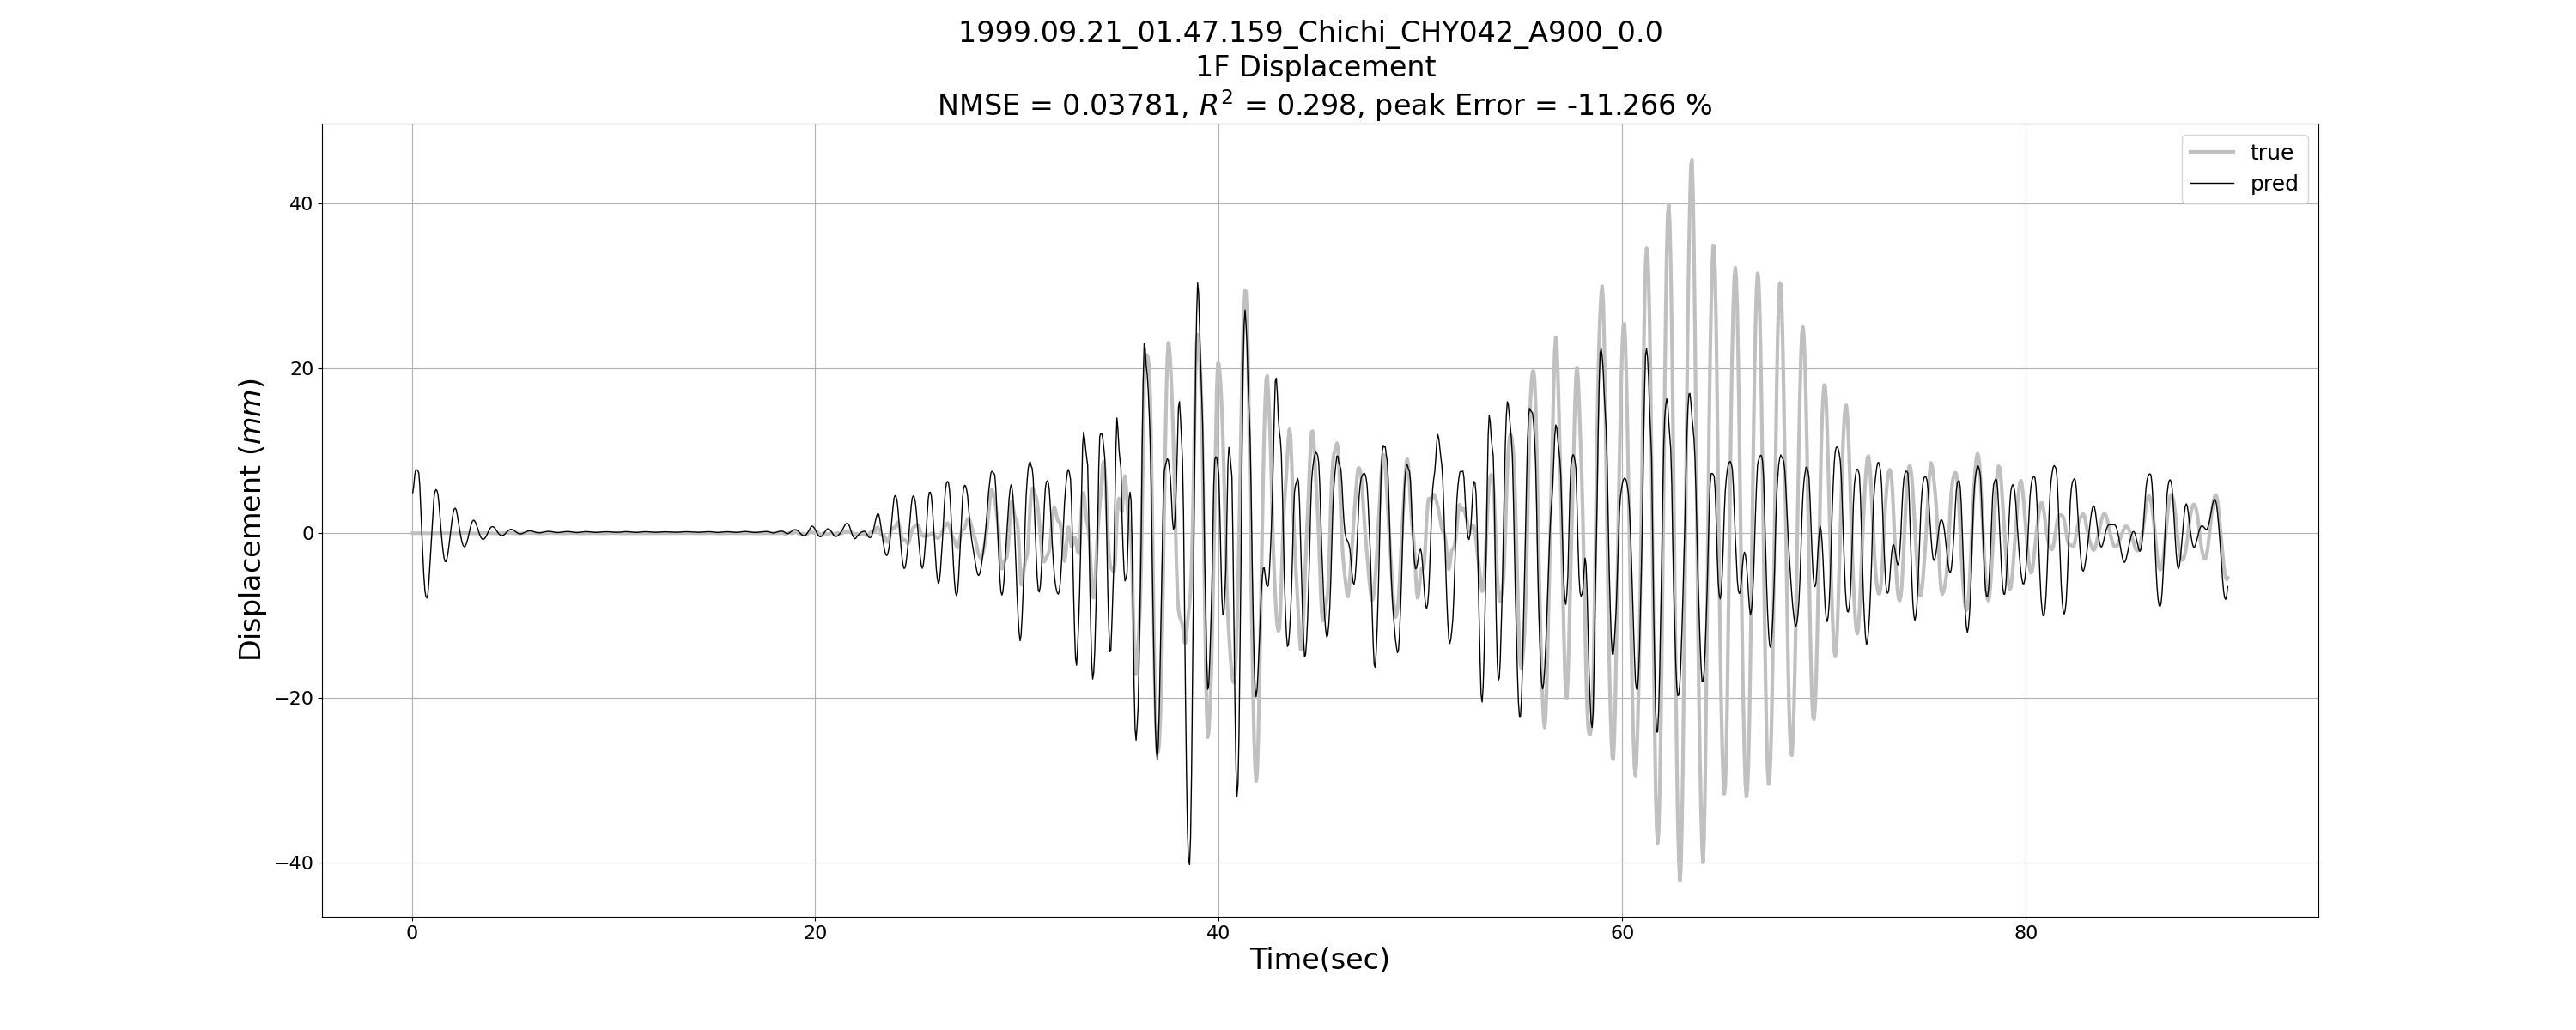 1999.09.21_01.47.159_Chichi_CHY042_A900_0.0
1F Displacement
NMSE = 0.03781, R² = 0.298, peak Error = -11.266 %
true
pred
Displacement (mm)
40
20
0
−20
−40
0 20 40 60 80
Time(sec)